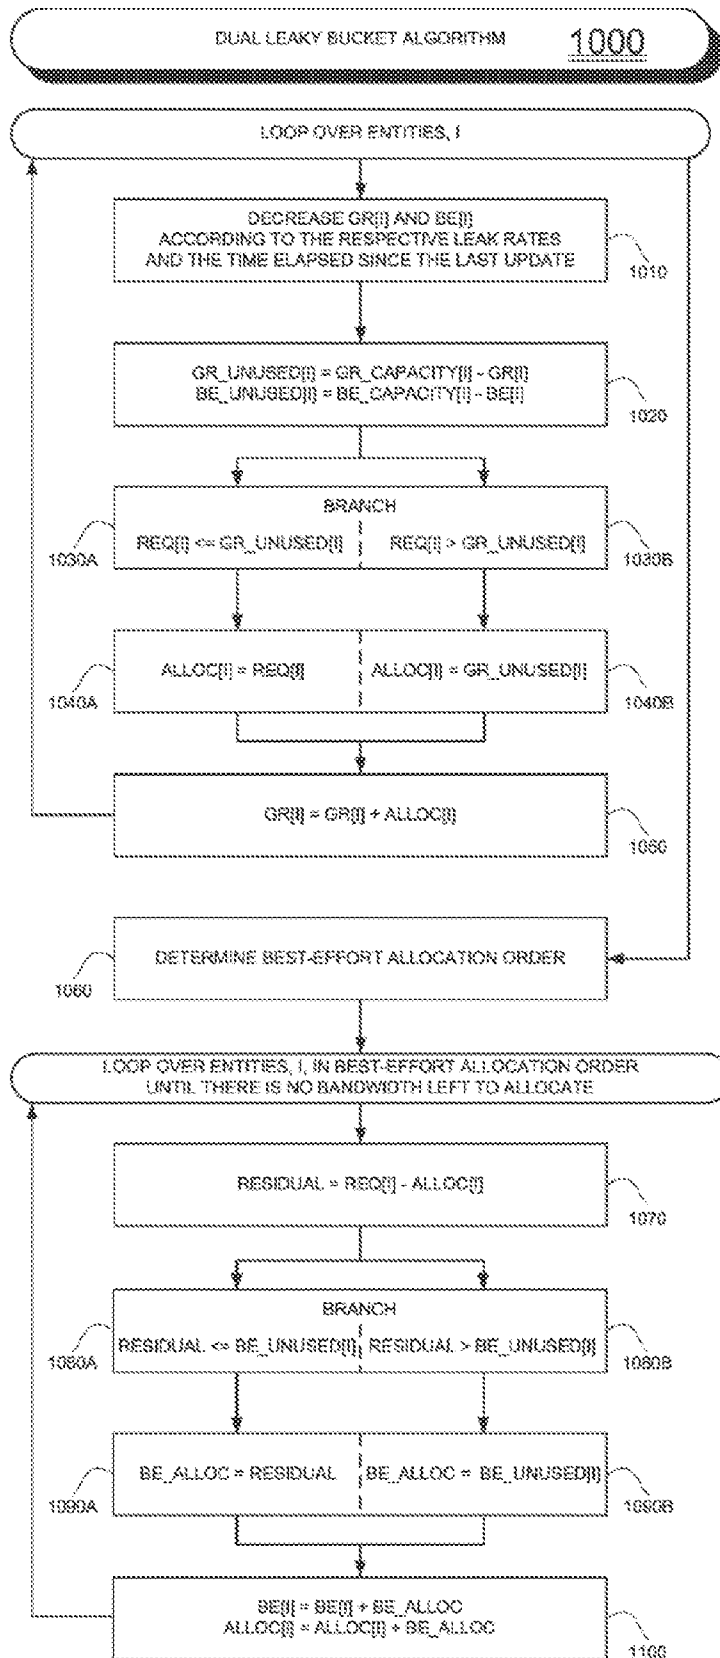 DUAL LEAKY BUCKET ALGORITHM 1000
LOOP OVER ENTITIES, I
DECREASE GR[I] AND BE[I]
ACCORDING TO THE RESPECTIVE LEAK RATES
AND THE TIME ELAPSED SINCE THE LAST UPDATE
1010
GR_UNUSED[I] = GR_CAPACITY[I] - GR[I]
BE_UNUSED[I] = BE_CAPACITY[I] - BE[I]
1020
BRANCH
REQ[I] <= GR_UNUSED[I] REQ[I] > GR_UNUSED[I]
1030A 1030B
ALLOC[I] = REQ[I] ALLOC[I] = GR_UNUSED[I]
1040A 1040B
GR[I] = GR[I] + ALLOC[I]
1050
DETERMINE BEST-EFFORT ALLOCATION ORDER
1060
LOOP OVER ENTITIES, I, IN BEST-EFFORT ALLOCATION ORDER
UNTIL THERE IS NO BANDWIDTH LEFT TO ALLOCATE
RESIDUAL = REQ[I] - ALLOC[I]
1070
BRANCH
RESIDUAL <= BE_UNUSED[I] RESIDUAL > BE_UNUSED[I]
1080A 1080B
BE_ALLOC = RESIDUAL BE_ALLOC = BE_UNUSED[I]
1090A 1090B
BE[I] = BE[I] + BE_ALLOC
ALLOC[I] = ALLOC[I] + BE_ALLOC
1100